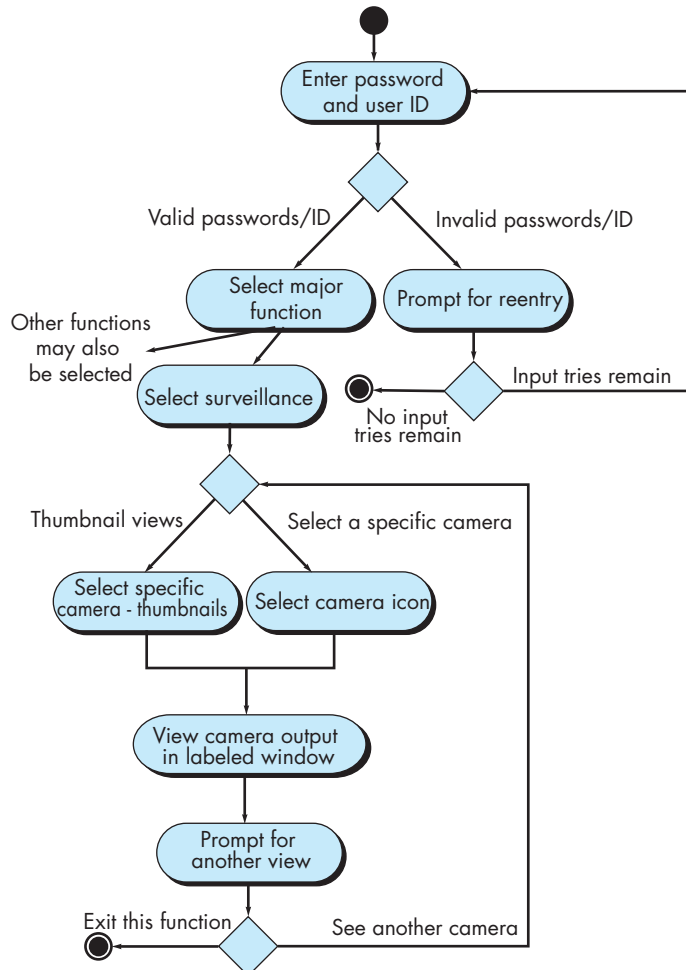 Enter password
and user ID
Valid passwords/ID
Invalid passwords/ID
Select major
function
Prompt for reentry
Other functions
may also
be selected
Input tries remain
Select surveillance
No input
tries remain
Thumbnail views
Select a specific camera
Select specific
camera - thumbnails
Select camera icon
View camera output
in labeled window
Prompt for
another view
Exit this function
See another camera